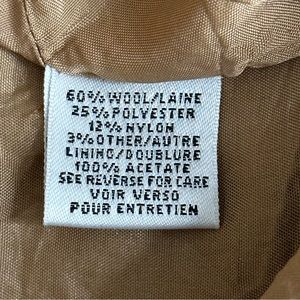 60% WOOL/LAINE
25% POLYESTER
12% NYLON
3% OTHER/AUTRE
LINING/DOUBLURE
100% ACETATE
SEE REVERSE FOR CARE
VOIR VERSO
POUR ENTRETIEN